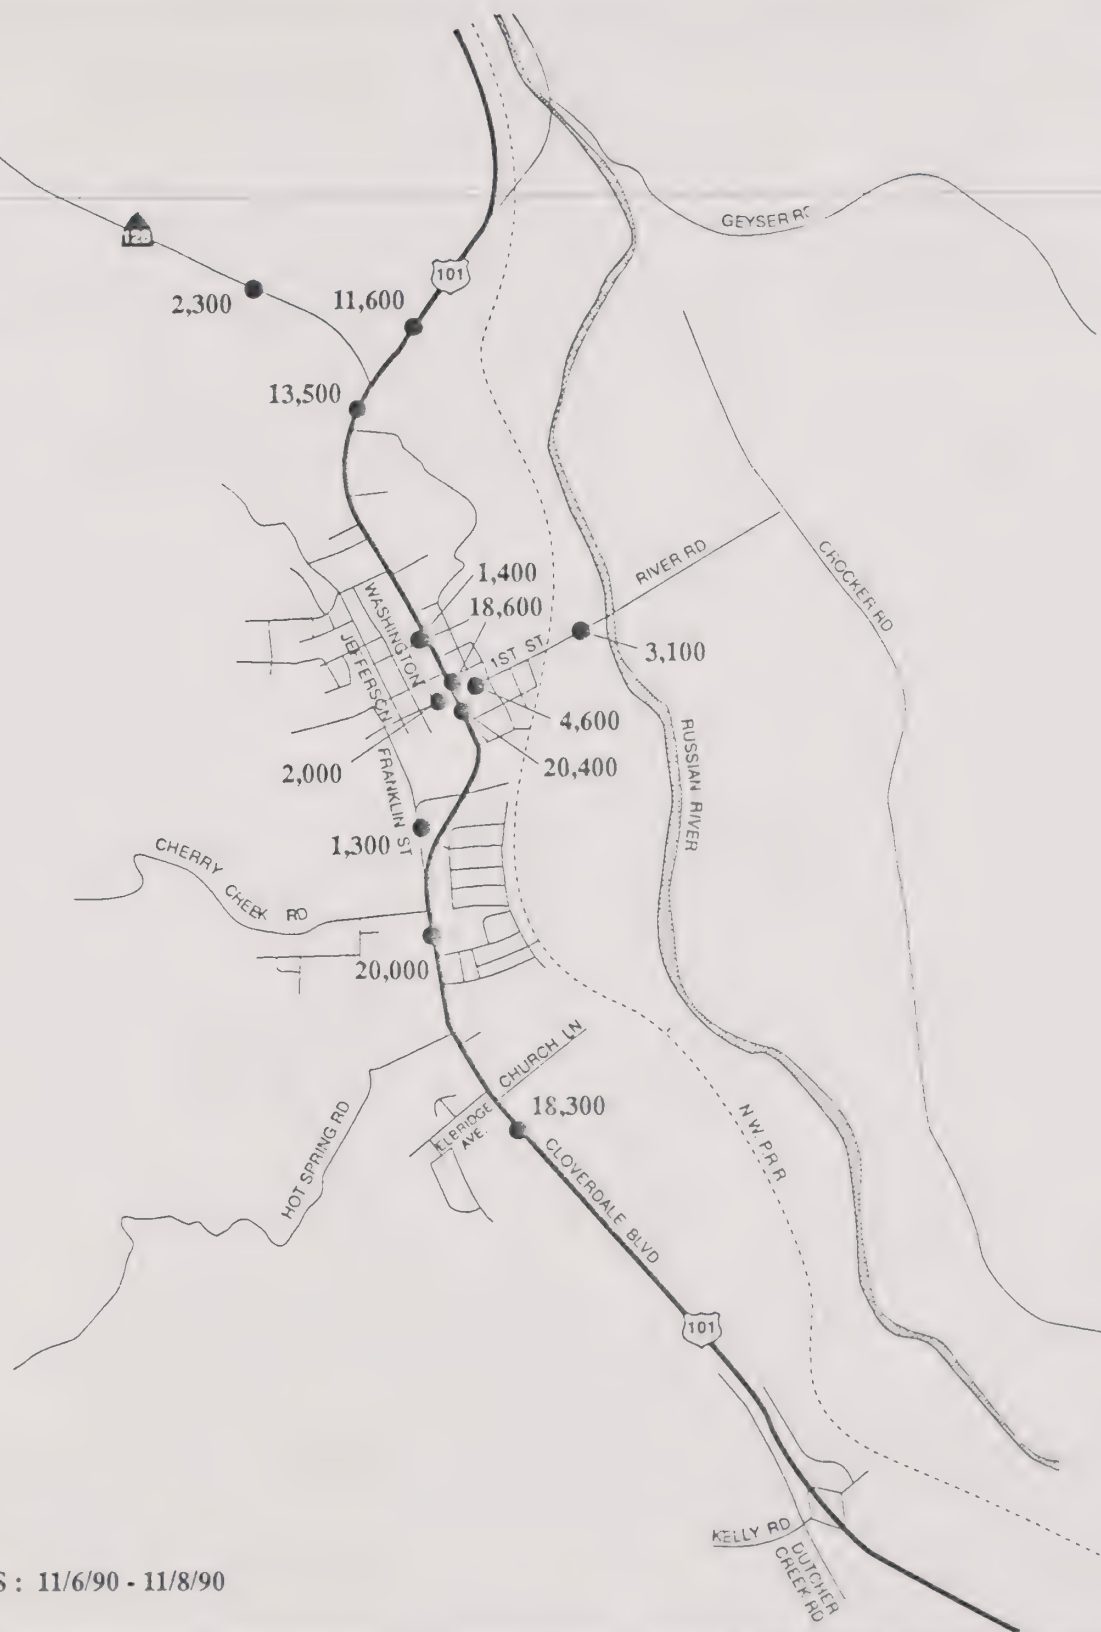 GEYSER RD
128
101
2,300
11,600
13,500
RIVER RD
CROCKER RD
1,400
18,600
WASHINGTON
JEFFERSON
1ST ST
3,100
4,600
20,400
2,000
FRANKLIN ST
RUSSIAN RIVER
1,300
CHERRY CREEK RD
20,000
CHURCH LN
18,300
ELBRIDGE
AVE.
HOT SPRING RD
N.W.P.R.R
CLOVERDALE BLVD
101
KELLY RD
DUTCHER
CREEK RD
S : 11/6/90 - 11/8/90